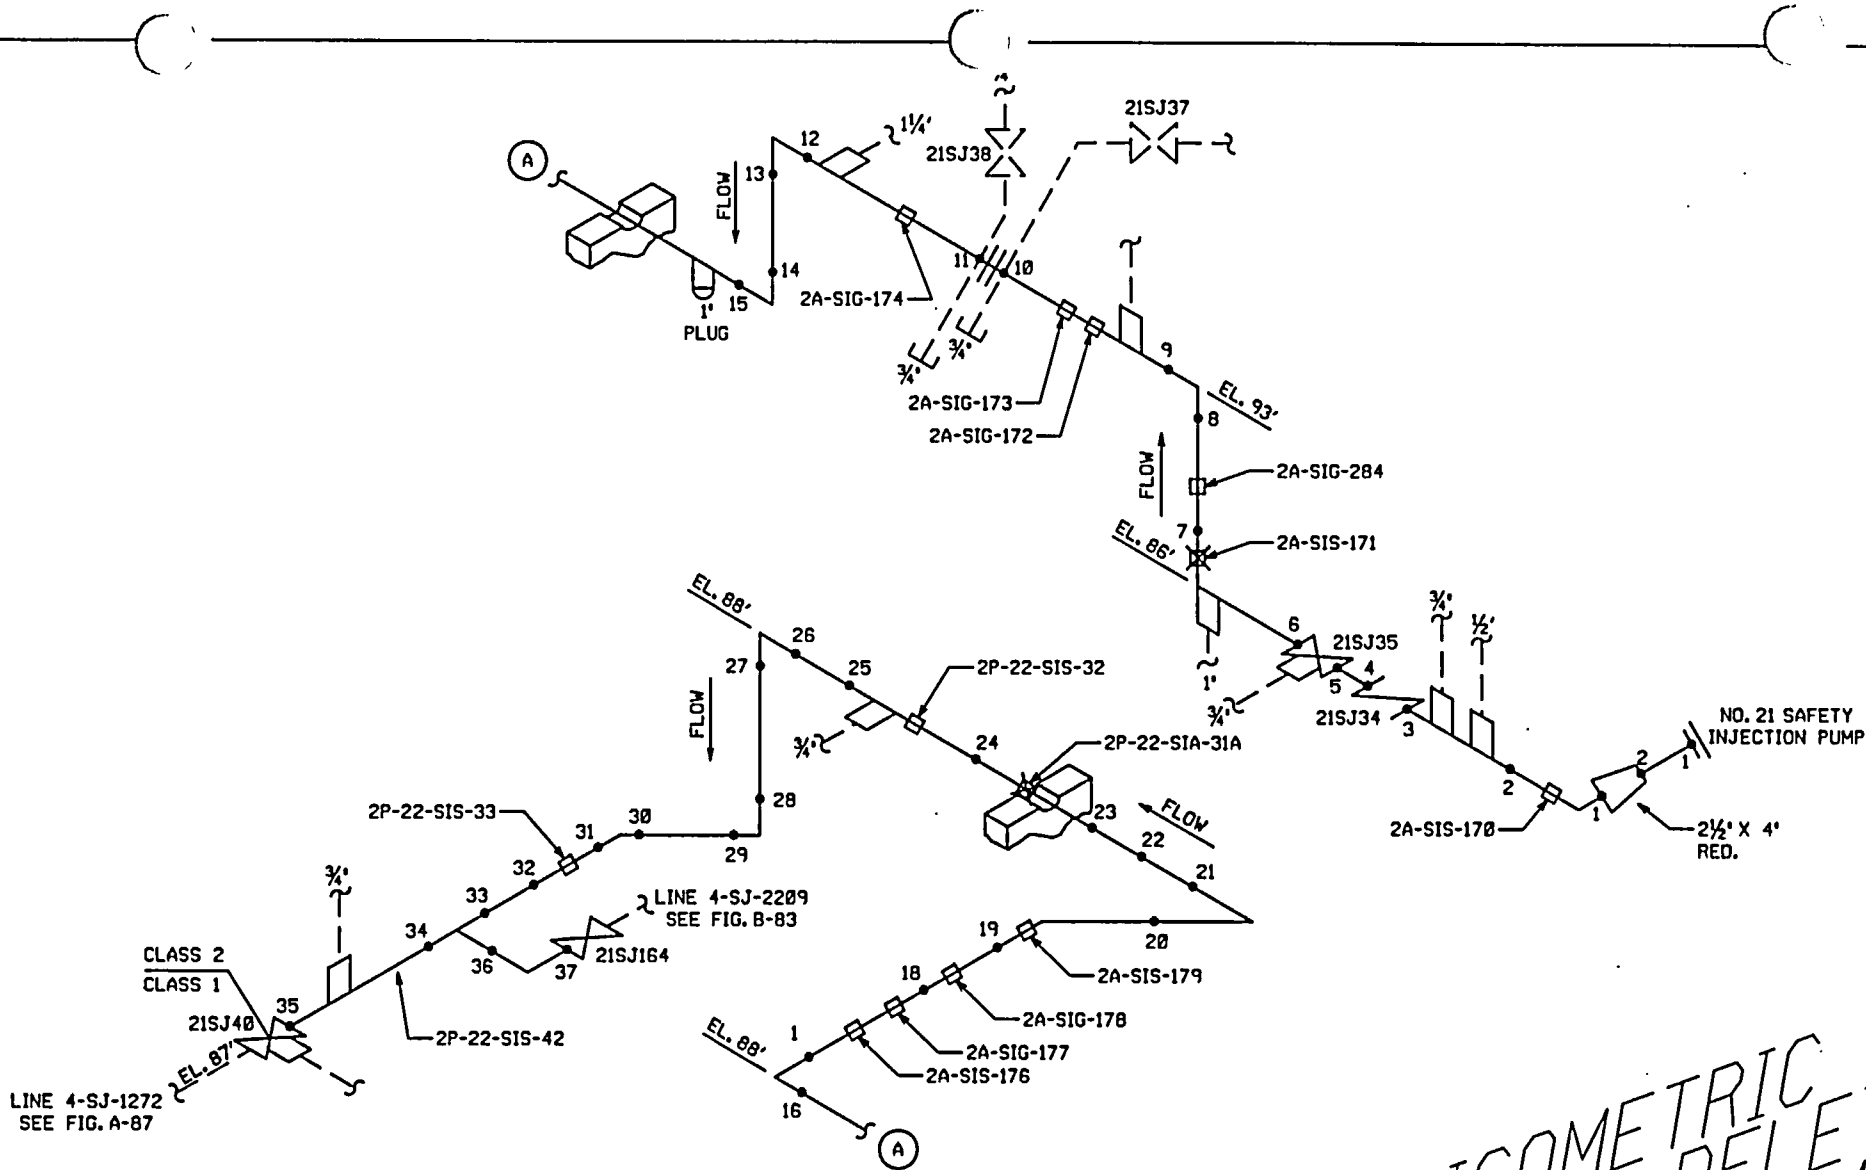 A
12
1¼"
21SJ38
21SJ37
13
FLOW
14
15
1"
PLUG
2A-SIG-174
11
10
¾"
¾"
9
2A-SIG-173
2A-SIG-172
EL. 93'
8
FLOW
2A-SIG-284
7
EL. 86'
2A-SIS-171
6
21SJ35
¾"
½"
1"
¾"
5
4
21SJ34
3
NO. 21 SAFETY
INJECTION PUMP
2
1
2
1
2A-SIS-170
2½" X 4"
RED.
EL. 88'
26
27
25
2P-22-SIS-32
FLOW
¾"
24
2P-22-SIA-31A
FLOW
23
22
21
28
2P-22-SIS-33
30
31
29
32
¾"
33
LINE 4-SJ-2209
SEE FIG. B-83
34
36
37
21SJ164
CLASS 2
CLASS 1
35
21SJ40
2P-22-SIS-42
EL. 87'
LINE 4-SJ-1272
SEE FIG. A-87
19
20
2A-SIS-179
18
2A-SIG-178
1
2A-SIG-177
2A-SIS-176
EL. 88'
16
A
ISOMETRIC